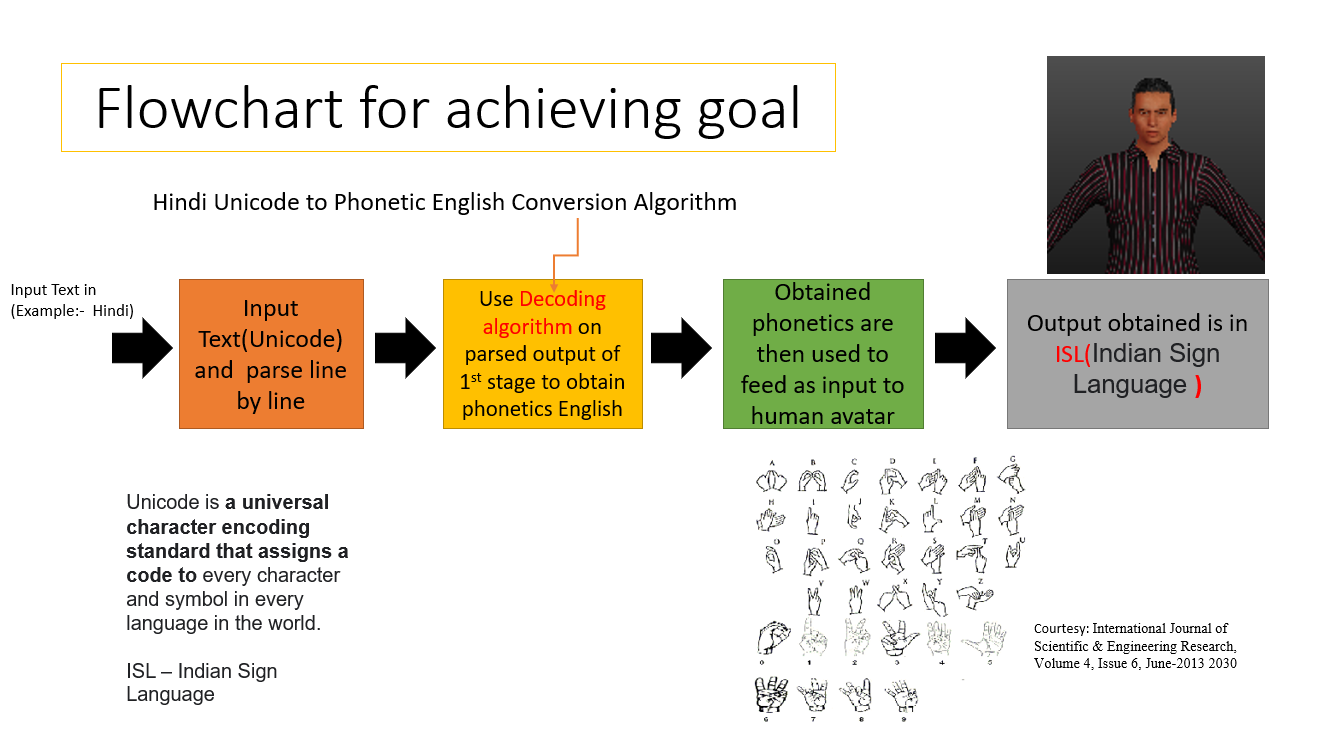 Flowchart for achieving goal
Hindi Unicode to Phonetic English Conversion Algorithm
Input Text in
(Example:-  Hindi)
Input
Text(Unicode)
and  parse line
by line
Use Decoding
algorithm on
parsed output of
1st stage to obtain
phonetics English
Obtained
phonetics are
then used to
feed as input to
human avatar
Output obtained is in
ISL(Indian Sign
Language )
Unicode is a universal
character encoding
standard that assigns a
code to every character
and symbol in every
language in the world.
ISL – Indian Sign
Language
A B C D E F G
H I J K L M N
O P Q R S T U
V W X Y Z
0 1 2 3 4 5
6 7 8 9
Courtesy: International Journal of
Scientific & Engineering Research,
Volume 4, Issue 6, June-2013 2030